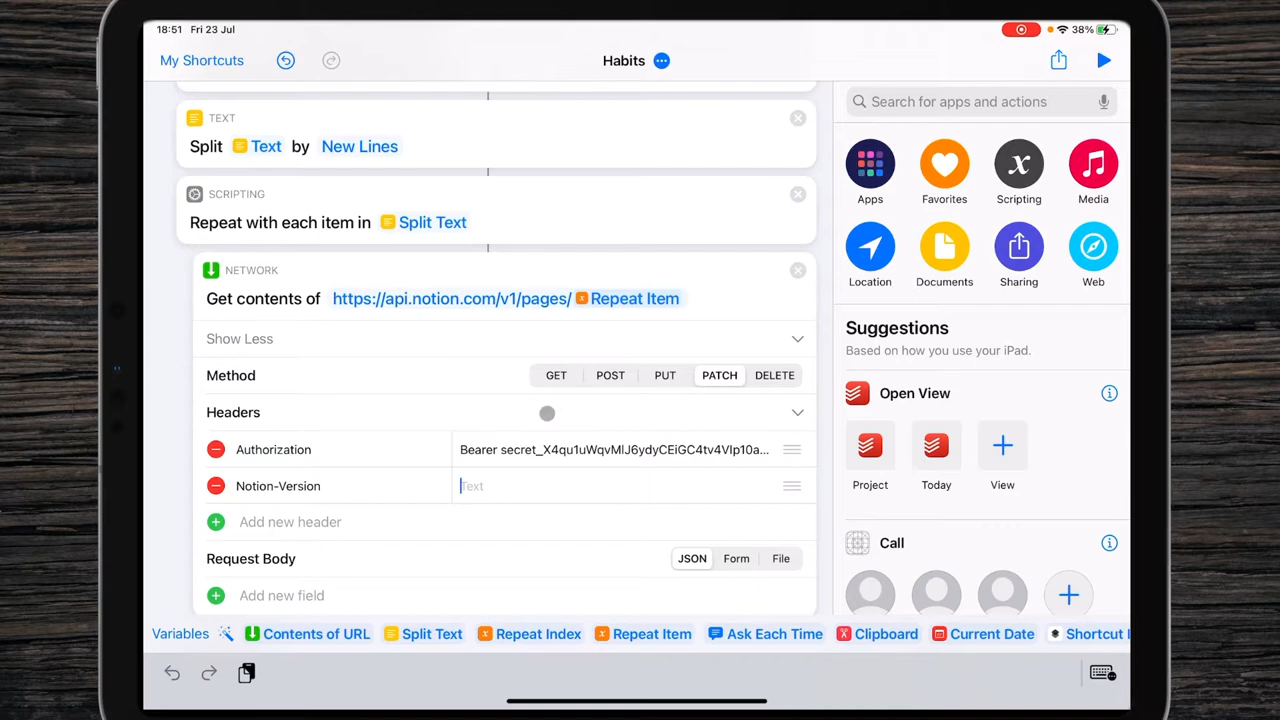 18:51 Fri 23 Jul
38%
My Shortcuts
Habits
TEXT
Split Text by New Lines
SCRIPTING
Repeat with each item in Split Text
NETWORK
Get contents of https://api.notion.com/v1/pages/ Repeat Item
Show Less
Method GET POST PUT PATCH DELETE
Headers
Authorization Bearer secret_X4qu1uWqvMlJ6ydyCEiGC4tv4VIp10a...
Notion-Version Text
Add new header
Request Body JSON Form File
Add new field
Search for apps and actions
Apps Favorites Scripting Media
Location Documents Sharing Web
Suggestions
Based on how you use your iPad.
Open View
Project Today View
Call
Variables Contents of URL Split Text Repeat Index Repeat Item Ask Each Time Clipboard Current Date Shortcut I